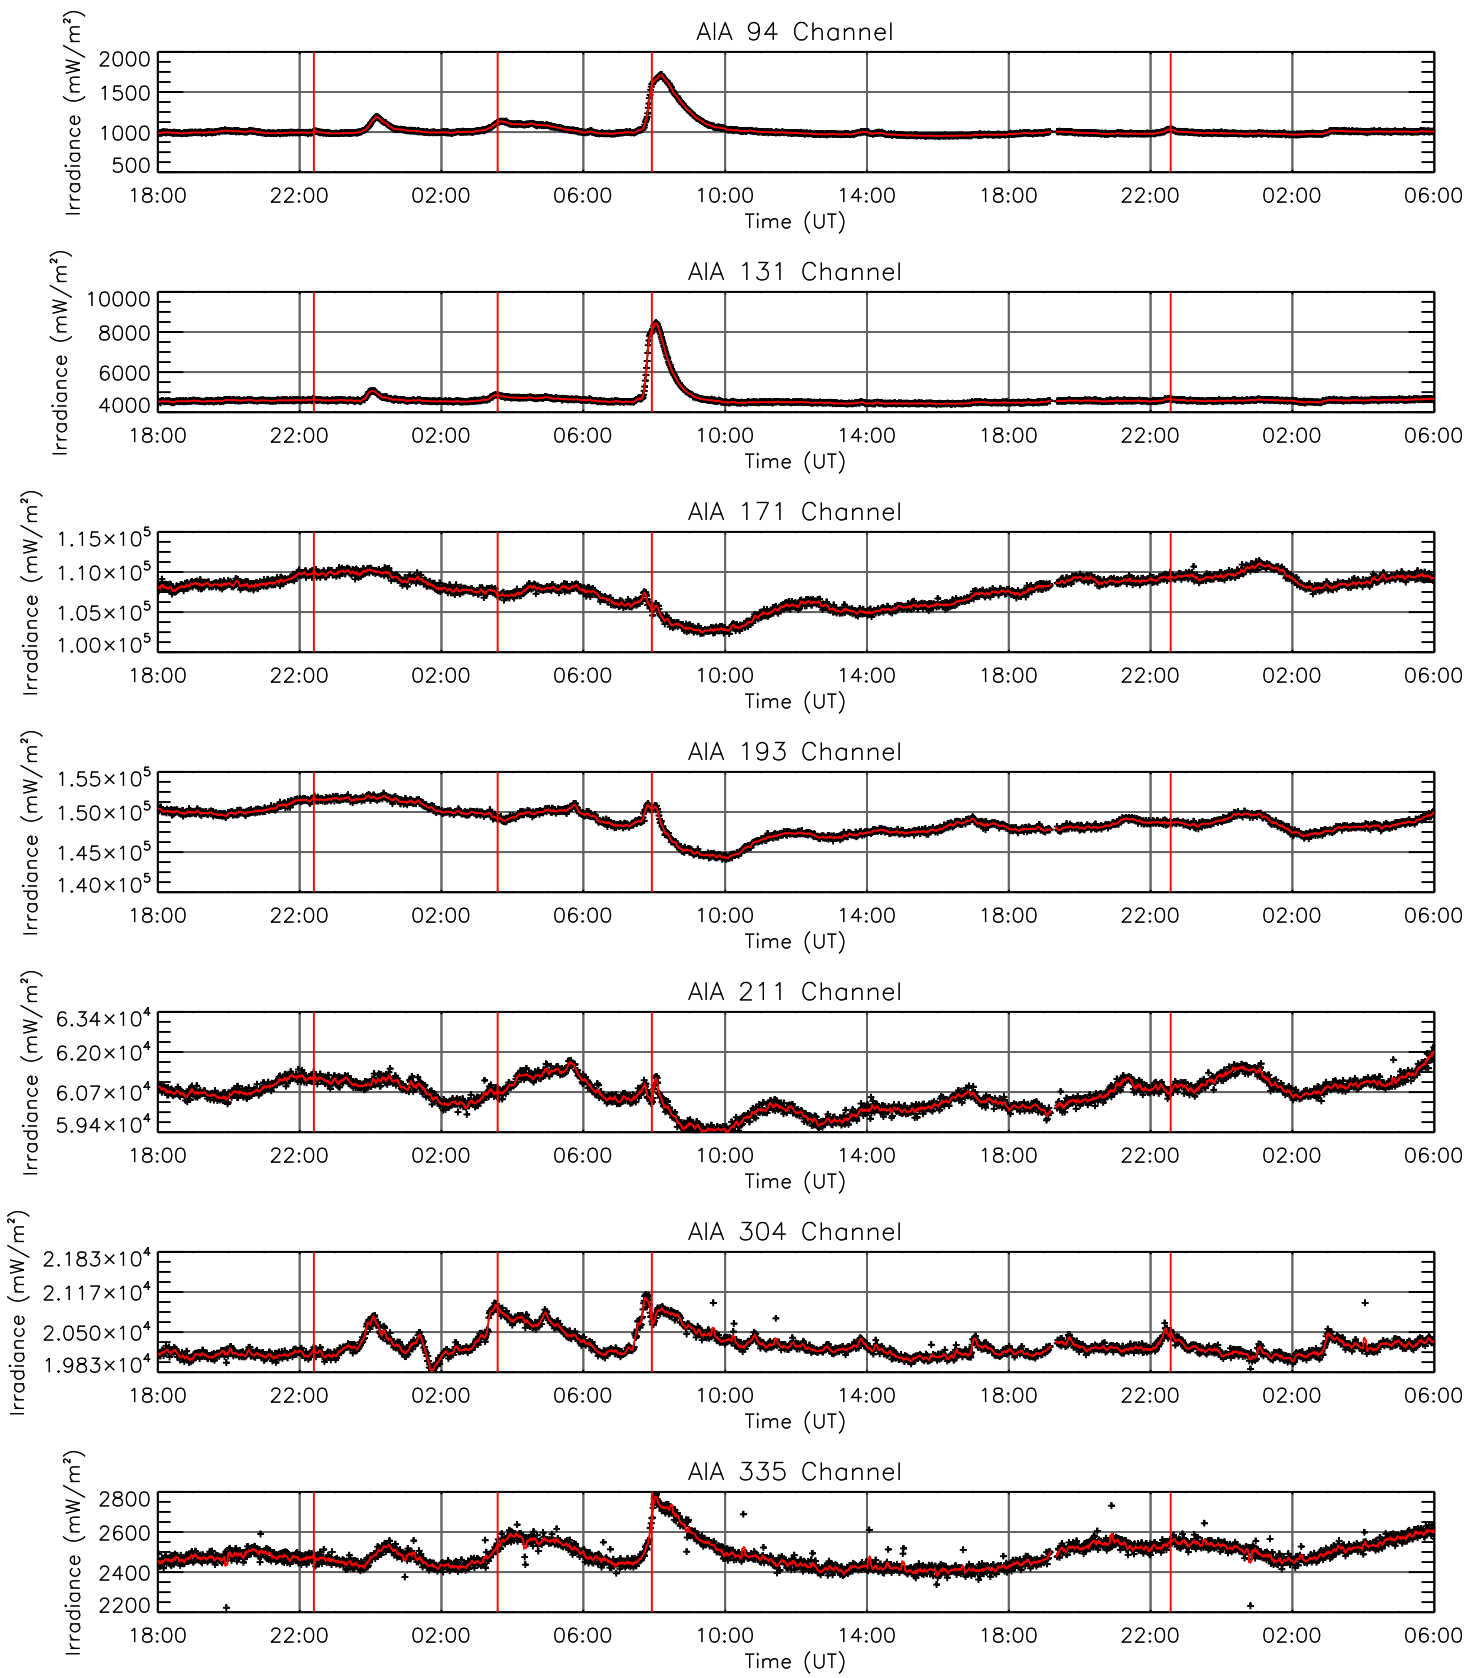 AIA 94 Channel
Irradiance (mW/m²)
2000
1500
1000
500
18:00 22:00 02:00 06:00 10:00 14:00 18:00 22:00 02:00 06:00
Time (UT)
AIA 131 Channel
Irradiance (mW/m²)
10000
8000
6000
4000
18:00 22:00 02:00 06:00 10:00 14:00 18:00 22:00 02:00 06:00
Time (UT)
AIA 171 Channel
Irradiance (mW/m²)
1.15×10⁵
1.10×10⁵
1.05×10⁵
1.00×10⁵
18:00 22:00 02:00 06:00 10:00 14:00 18:00 22:00 02:00 06:00
Time (UT)
AIA 193 Channel
Irradiance (mW/m²)
1.55×10⁵
1.50×10⁵
1.45×10⁵
1.40×10⁵
18:00 22:00 02:00 06:00 10:00 14:00 18:00 22:00 02:00 06:00
Time (UT)
AIA 211 Channel
Irradiance (mW/m²)
6.34×10⁴
6.20×10⁴
6.07×10⁴
5.94×10⁴
18:00 22:00 02:00 06:00 10:00 14:00 18:00 22:00 02:00 06:00
Time (UT)
AIA 304 Channel
Irradiance (mW/m²)
2.183×10⁴
2.117×10⁴
2.050×10⁴
1.983×10⁴
18:00 22:00 02:00 06:00 10:00 14:00 18:00 22:00 02:00 06:00
Time (UT)
AIA 335 Channel
Irradiance (mW/m²)
2800
2600
2400
2200
18:00 22:00 02:00 06:00 10:00 14:00 18:00 22:00 02:00 06:00
Time (UT)